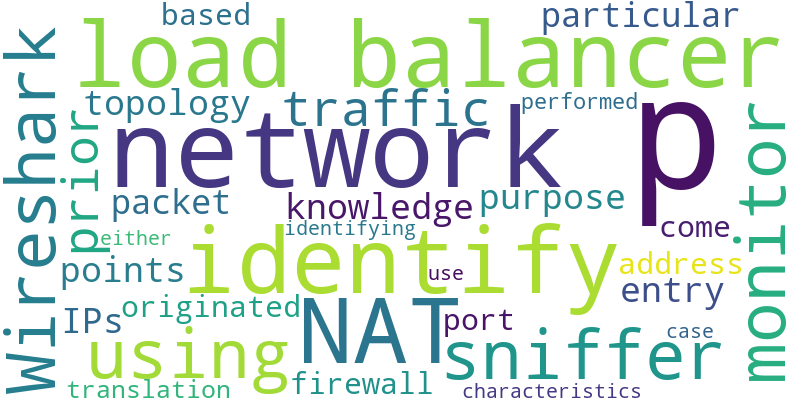 based
particular
load balancer
Wireshark
topology
traffic
performed
network
p
prior
monitor
packet
knowledge
purpose
come
either
identifying
identify
points
use
address
entry
IPs
originated
NAT
port
case
using
sniffer
translation
firewall
characteristics